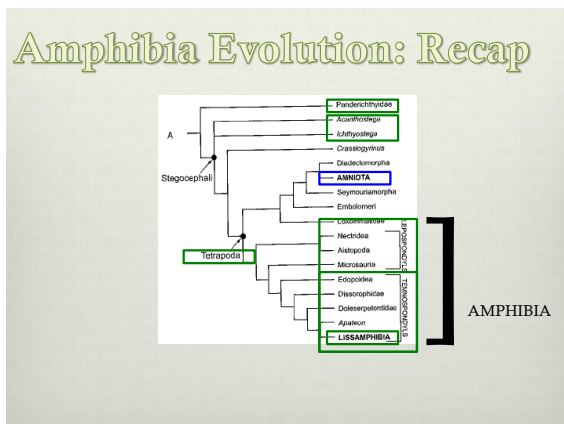 Amphibia Evolution: Recap
Panderichthyidae
Acanthostega
A
Ichthyostega
Crassigyrinus
Diadectomorpha
Stegocephali
AMNIOTA
Seymouriamorpha
Embolomeri
Loxommatidae
Nectridea
LEPOSPONDYLS
Tetrapoda
Aistopoda
Microsauria
Edopoidea
TEMNOSPONDYLS
Dissorophidae
Doleserpetontidae
AMPHIBIA
Apateon
LISSAMPHIBIA